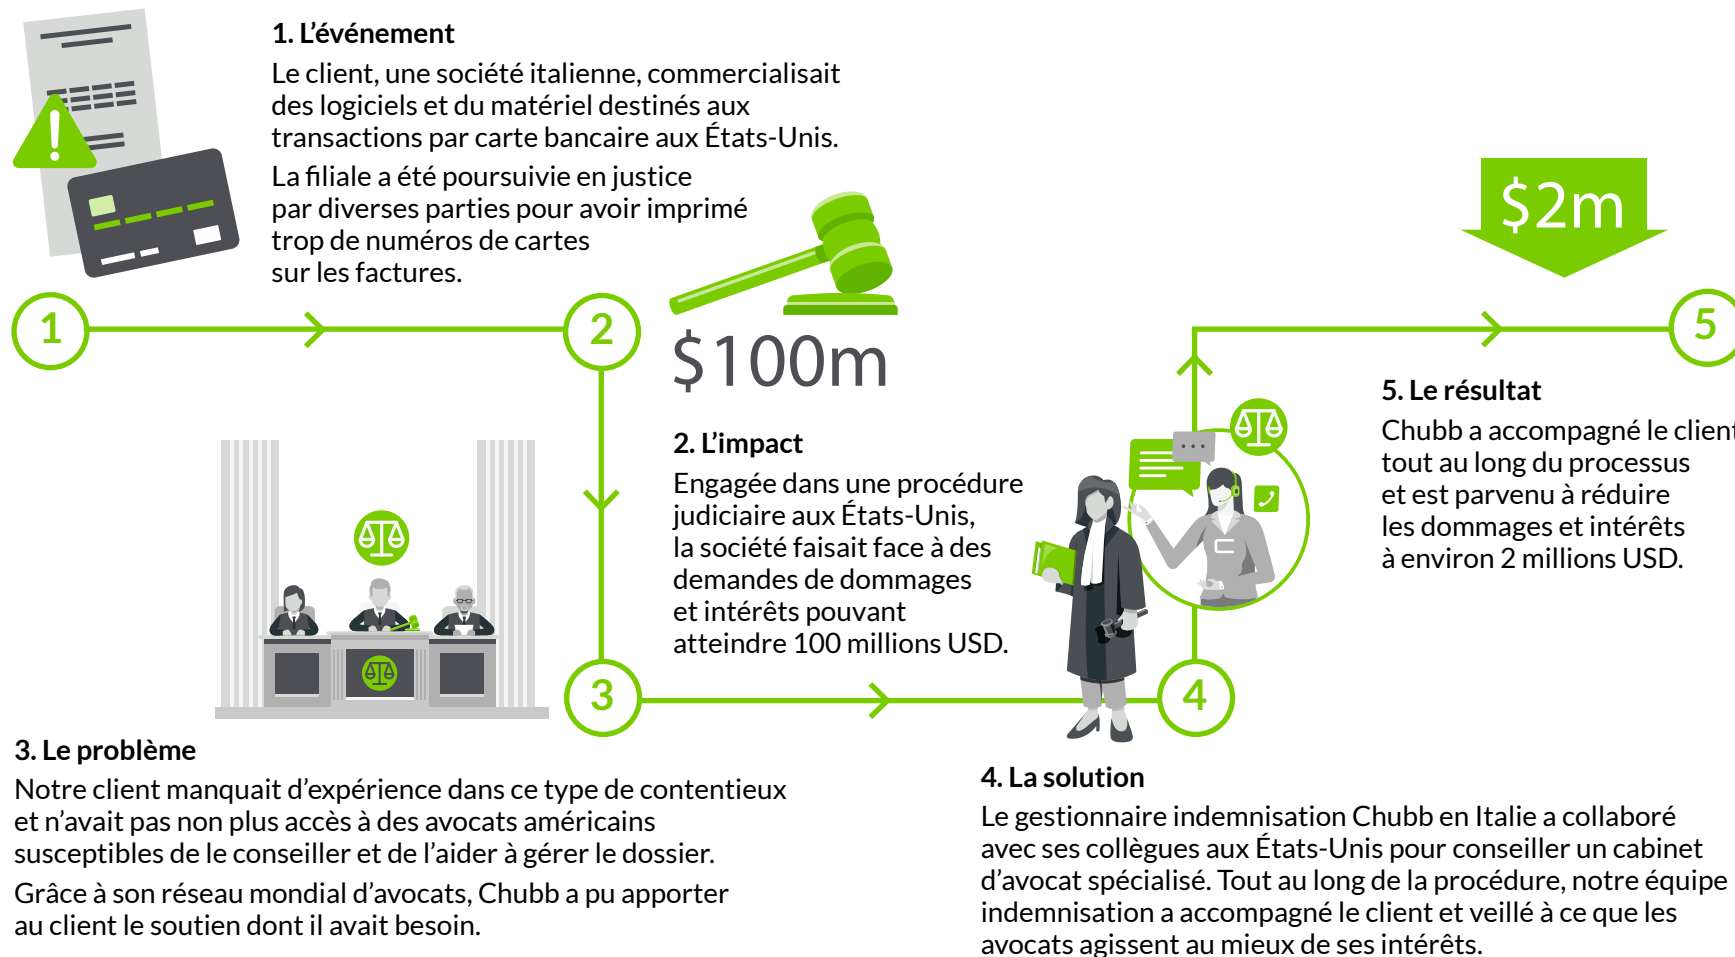 1. L’événement
Le client, une société italienne, commercialisait
des logiciels et du matériel destinés aux
transactions par carte bancaire aux États-Unis.
La filiale a été poursuivie en justice
par diverses parties pour avoir imprimé
trop de numéros de cartes
sur les factures.
1
2
$100m
2. L’impact
Engagée dans une procédure
judiciaire aux États-Unis,
la société faisait face à des
demandes de dommages
et intérêts pouvant
atteindre 100 millions USD.
3
3. Le problème
Notre client manquait d’expérience dans ce type de contentieux
et n’avait pas non plus accès à des avocats américains
susceptibles de le conseiller et de l’aider à gérer le dossier.
Grâce à son réseau mondial d’avocats, Chubb a pu apporter
au client le soutien dont il avait besoin.
4
4. La solution
Le gestionnaire indemnisation Chubb en Italie a collaboré
avec ses collègues aux États-Unis pour conseiller un cabinet
d’avocat spécialisé. Tout au long de la procédure, notre équipe
indemnisation a accompagné le client et veillé à ce que les
avocats agissent au mieux de ses intérêts.
$2m
5
5. Le résultat
Chubb a accompagné le client
tout au long du processus
et est parvenu à réduire
les dommages et intérêts
à environ 2 millions USD.